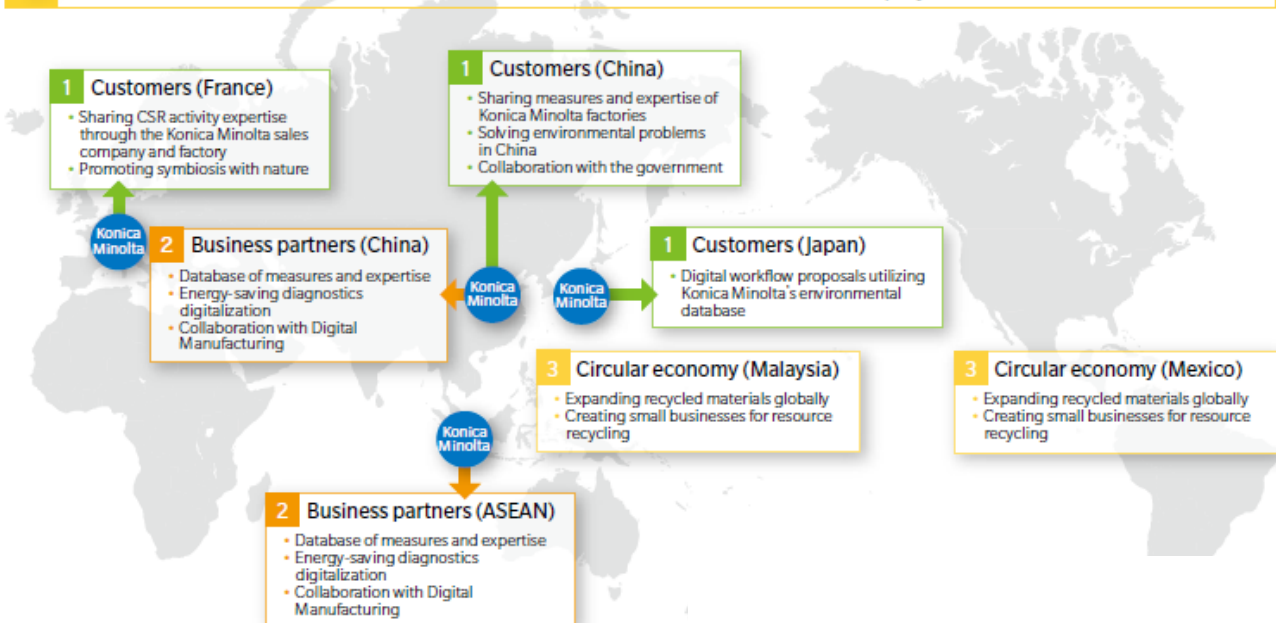 1 Customers (France)
• Sharing CSR activity expertise
through the Konica Minolta sales
company and factory
• Promoting symbiosis with nature
1 Customers (China)
• Sharing measures and expertise of
Konica Minolta factories
• Solving environmental problems
in China
• Collaboration with the government
Konica
Minolta
2 Business partners (China)
• Database of measures and expertise
• Energy-saving diagnostics
digitalization
• Collaboration with Digital
Manufacturing
Konica
Minolta
Konica
Minolta
1 Customers (Japan)
• Digital workflow proposals utilizing
Konica Minolta's environmental
database
3 Circular economy (Malaysia)
• Expanding recycled materials globally
• Creating small businesses for resource
recycling
3 Circular economy (Mexico)
• Expanding recycled materials globally
• Creating small businesses for resource
recycling
Konica
Minolta
2 Business partners (ASEAN)
• Database of measures and expertise
• Energy-saving diagnostics
digitalization
• Collaboration with Digital
Manufacturing